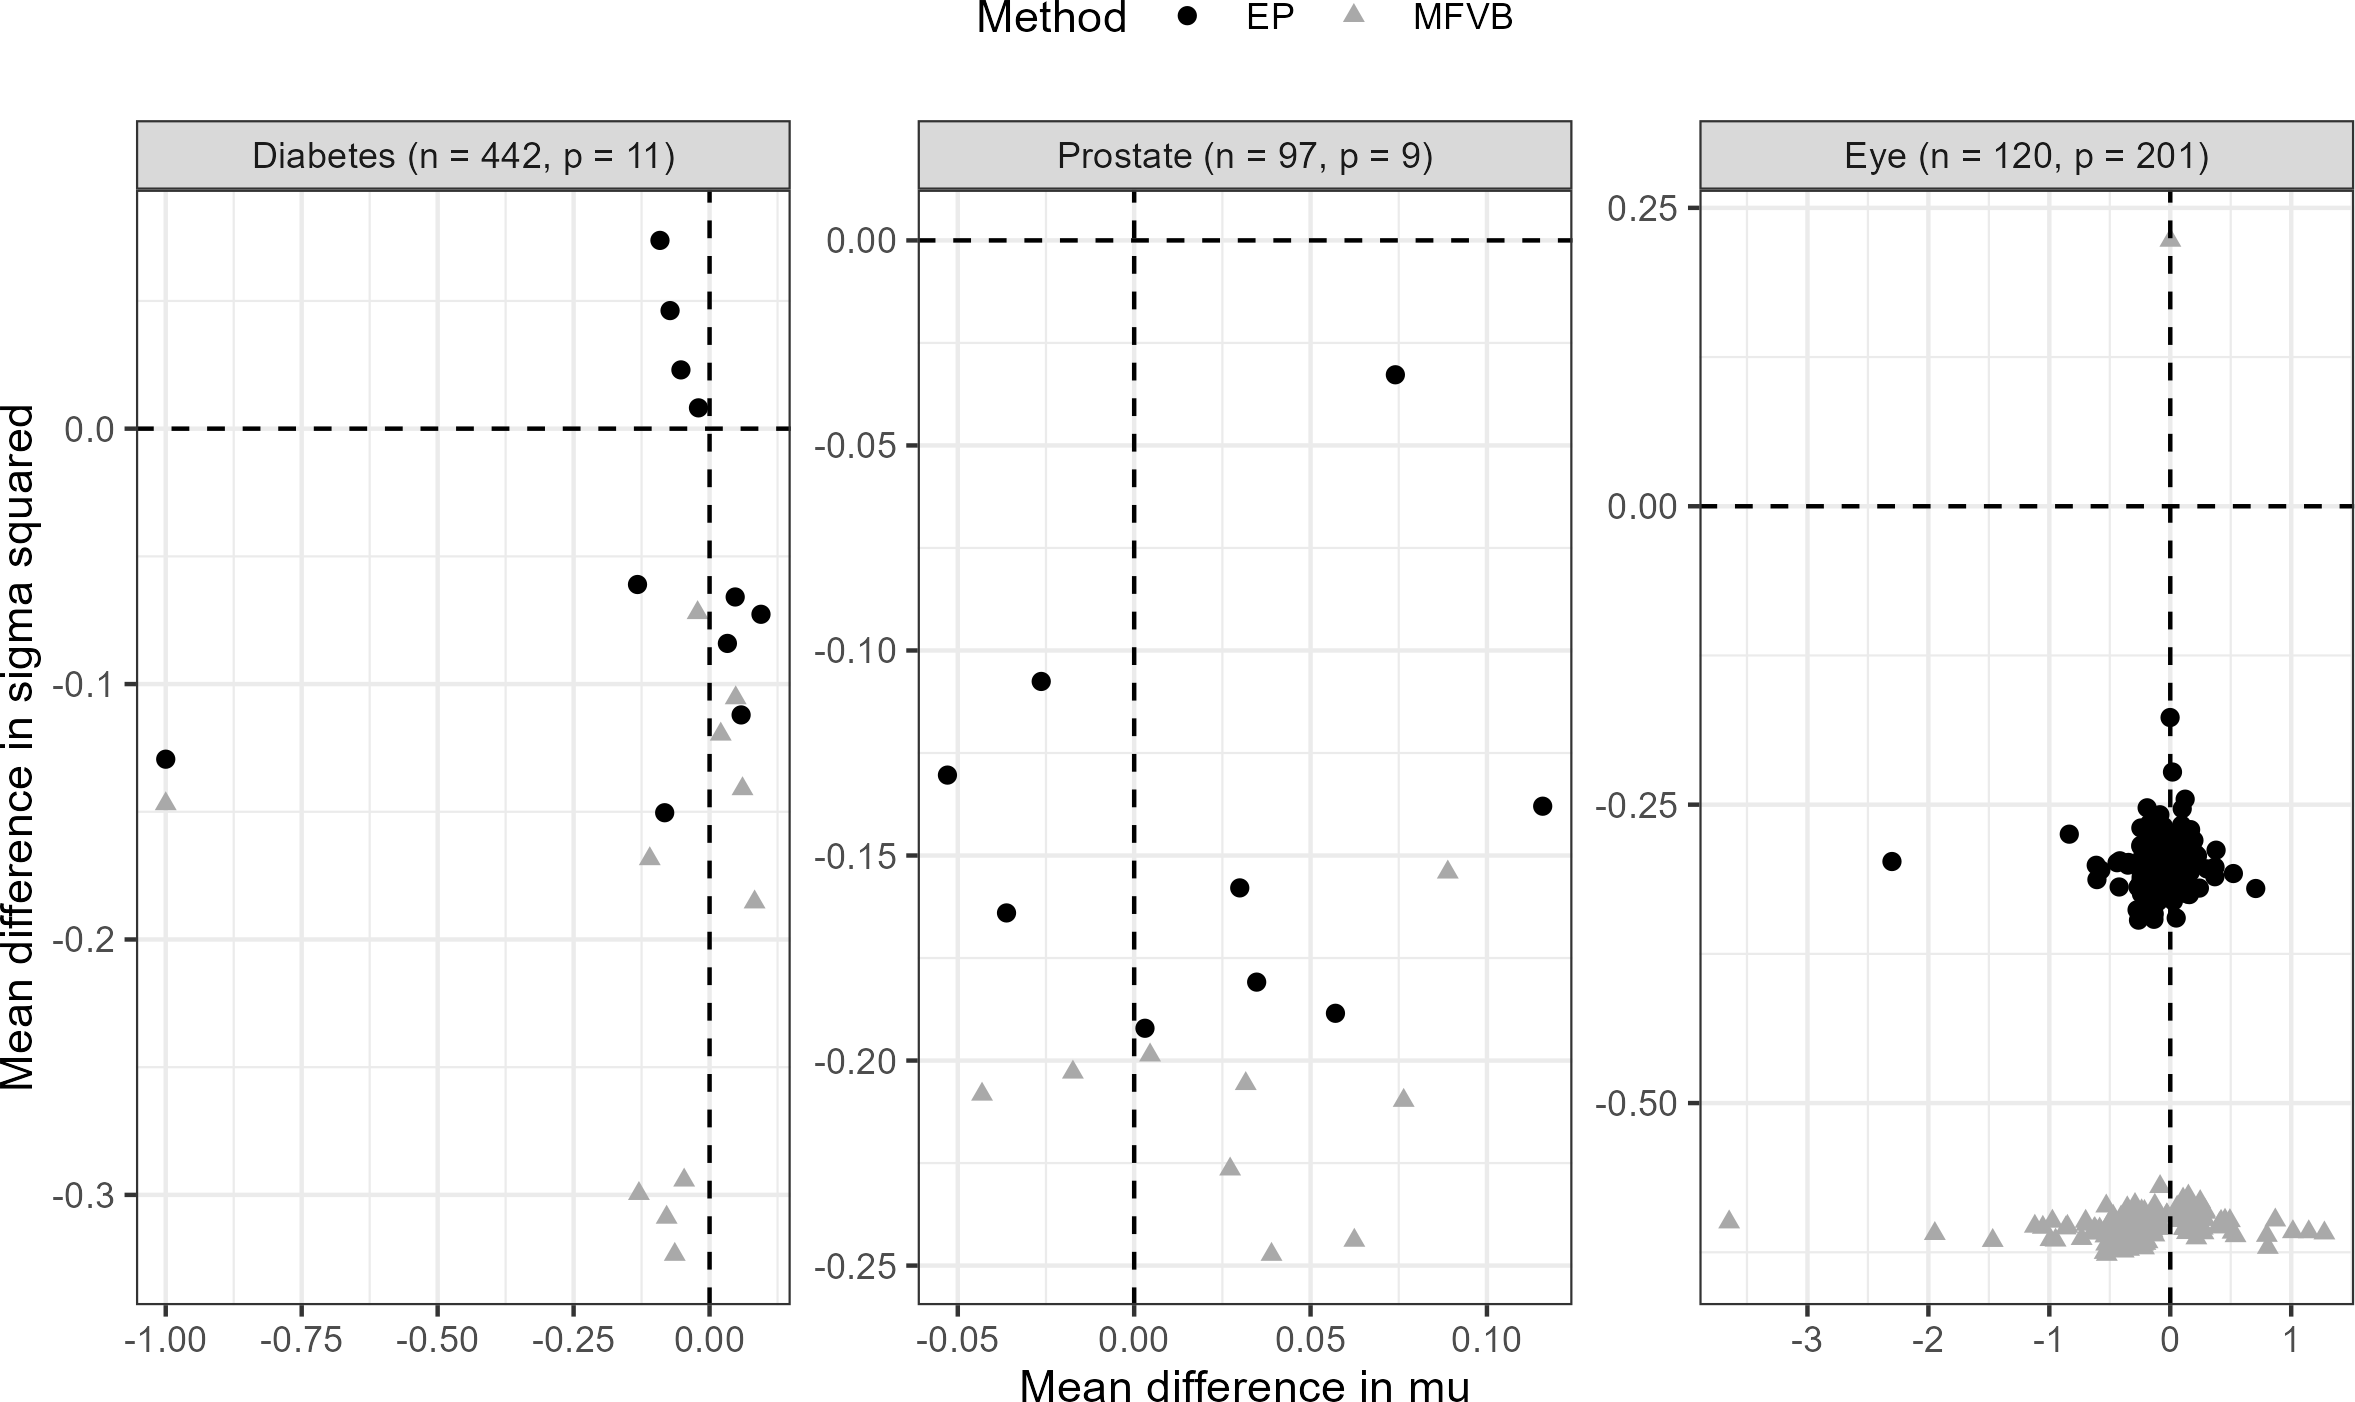 Method EP MFVB
Diabetes (n = 442, p = 11)
Prostate (n = 97, p = 9)
Eye (n = 120, p = 201)
Mean difference in sigma squared
0.0
-0.1
-0.2
-0.3
-1.00 -0.75 -0.50 -0.25 0.00
0.00
-0.05
-0.10
-0.15
-0.20
-0.25
-0.05 0.00 0.05 0.10
0.25
0.00
-0.25
-0.50
-3 -2 -1 0 1
Mean difference in mu